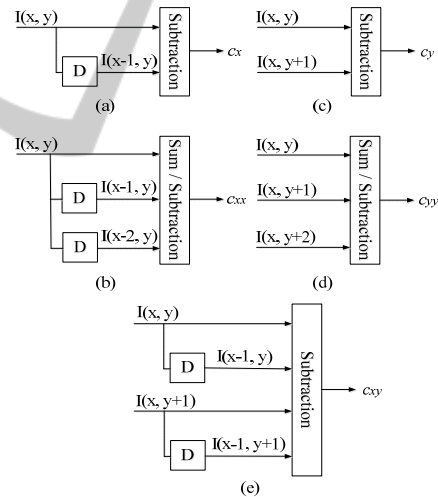 I(x, y)
D
I(x-1, y)
Subtraction
cx
(a)
I(x, y)
I(x, y+1)
Subtraction
cy
(c)
I(x, y)
D
I(x-1, y)
D
I(x-2, y)
Sum / Subtraction
cxx
(b)
I(x, y)
I(x, y+1)
I(x, y+2)
Sum / Subtraction
cyy
(d)
I(x, y)
D
I(x-1, y)
I(x, y+1)
D
I(x-1, y+1)
Subtraction
cxy
(e)